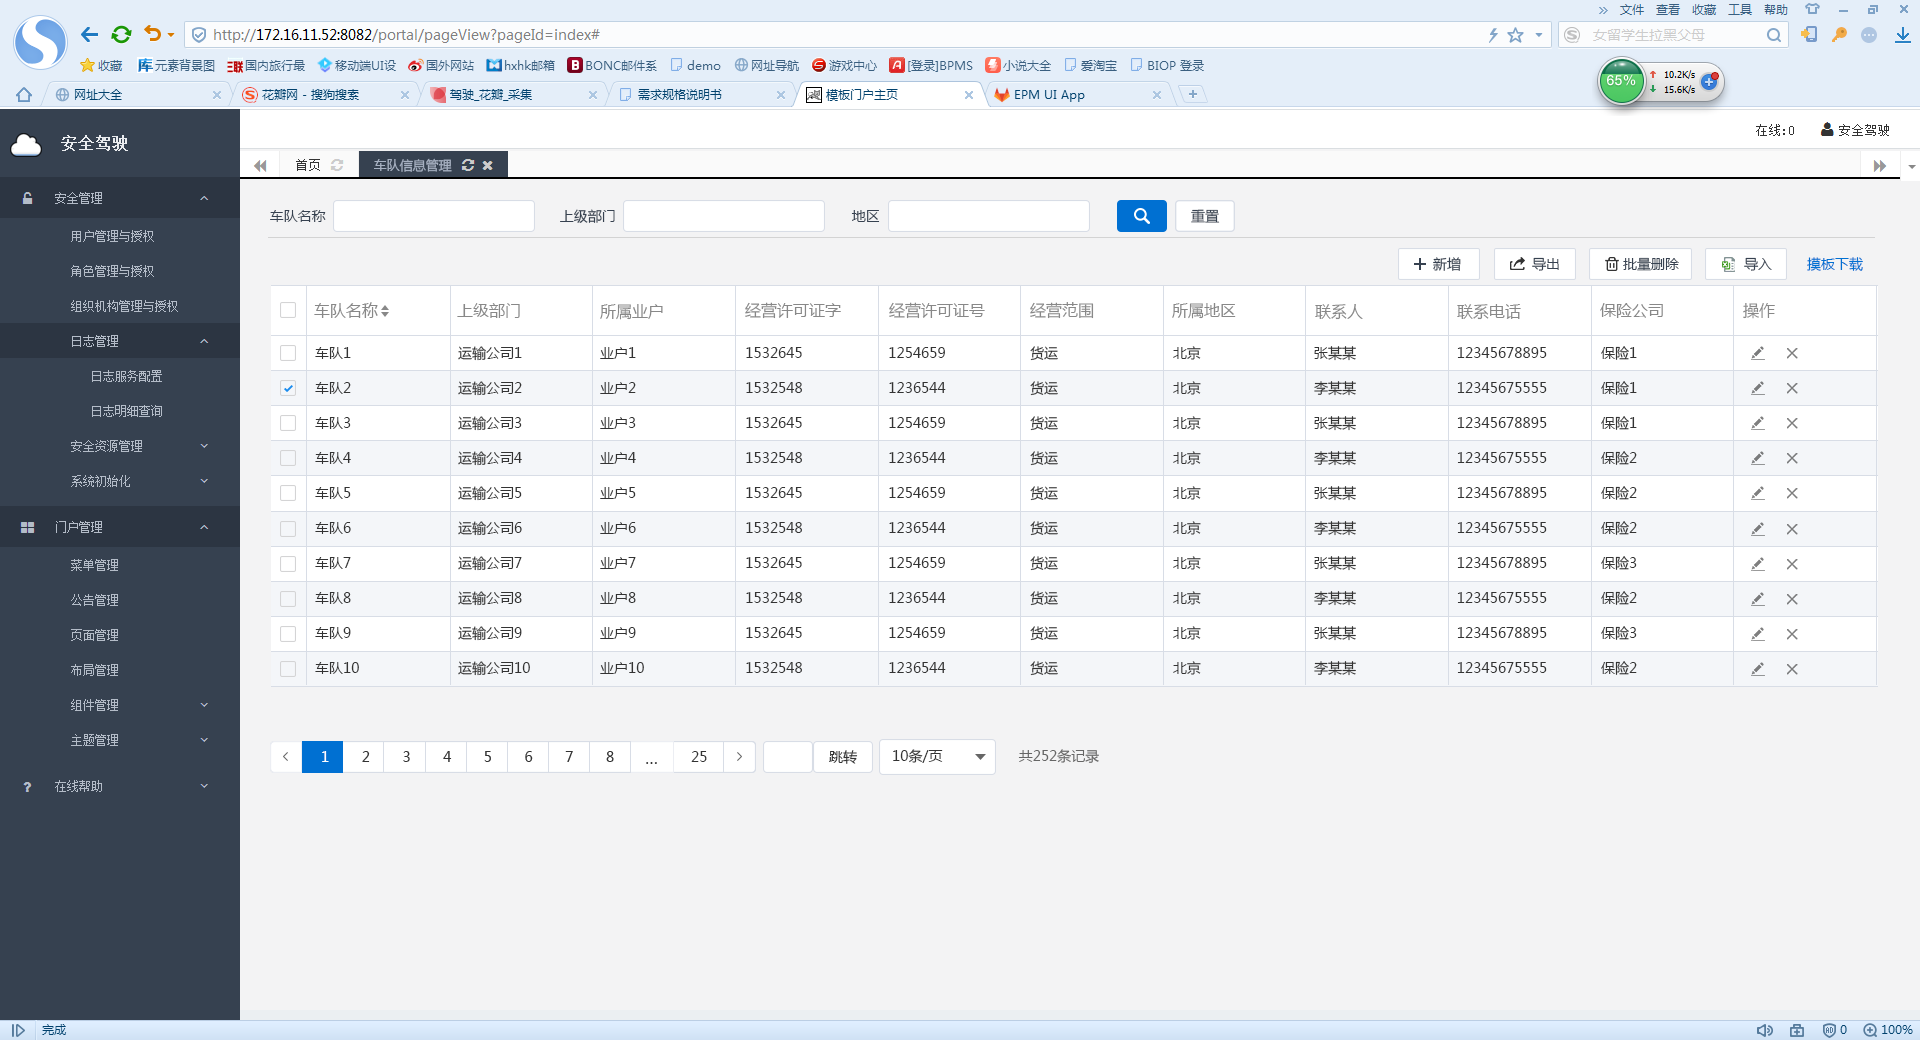 » 文件 查看 收藏 工具 帮助
http://172.16.11.52:8082/portal/pageView?pageId=index#
女留学生拉黑父母
收藏 库 元素背景图 国内旅行最 移动端UI设 国外网站 hxhk邮箱 B BONC邮件系 demo 网址导航 游戏中心 [登录]BPMS 小说大全 爱淘宝 BIOP 登录
65% 10.2K/s
15.6K/s
网址大全 花瓣网 - 搜狗搜索 驾驶_花瓣_采集 需求规格说明书 模板门户主页 EPM UI App
安全驾驶
在线:0 安全驾驶
首页 车队信息管理
安全管理
用户管理与授权
角色管理与授权
组织机构管理与授权
日志管理
日志服务配置
日志明细查询
安全资源管理
系统初始化
门户管理
菜单管理
公告管理
页面管理
布局管理
组件管理
主题管理
? 在线帮助
车队名称 上级部门 地区 重置
新增 导出 批量删除 导入 摸板下载
车队名称 上级部门 所属业户 经营许可证字 经营许可证号 经营范围 所属地区 联系人 联系电话 保险公司 操作
车队1 运输公司1 业户1 1532645 1254659 货运 北京 张某某 12345678895 保险1
车队2 运输公司2 业户2 1532548 1236544 货运 北京 李某某 12345675555 保险1
车队3 运输公司3 业户3 1532645 1254659 货运 北京 张某某 12345678895 保险1
车队4 运输公司4 业户4 1532548 1236544 货运 北京 李某某 12345675555 保险2
车队5 运输公司5 业户5 1532645 1254659 货运 北京 张某某 12345678895 保险2
车队6 运输公司6 业户6 1532548 1236544 货运 北京 李某某 12345675555 保险2
车队7 运输公司7 业户7 1532645 1254659 货运 北京 张某某 12345678895 保险3
车队8 运输公司8 业户8 1532548 1236544 货运 北京 李某某 12345675555 保险2
车队9 运输公司9 业户9 1532645 1254659 货运 北京 张某某 12345678895 保险3
车队10 运输公司10 业户10 1532548 1236544 货运 北京 李某某 12345675555 保险2
1 2 3 4 5 6 7 8 ... 25 跳转 10条/页 共252条记录
完成 0 100%